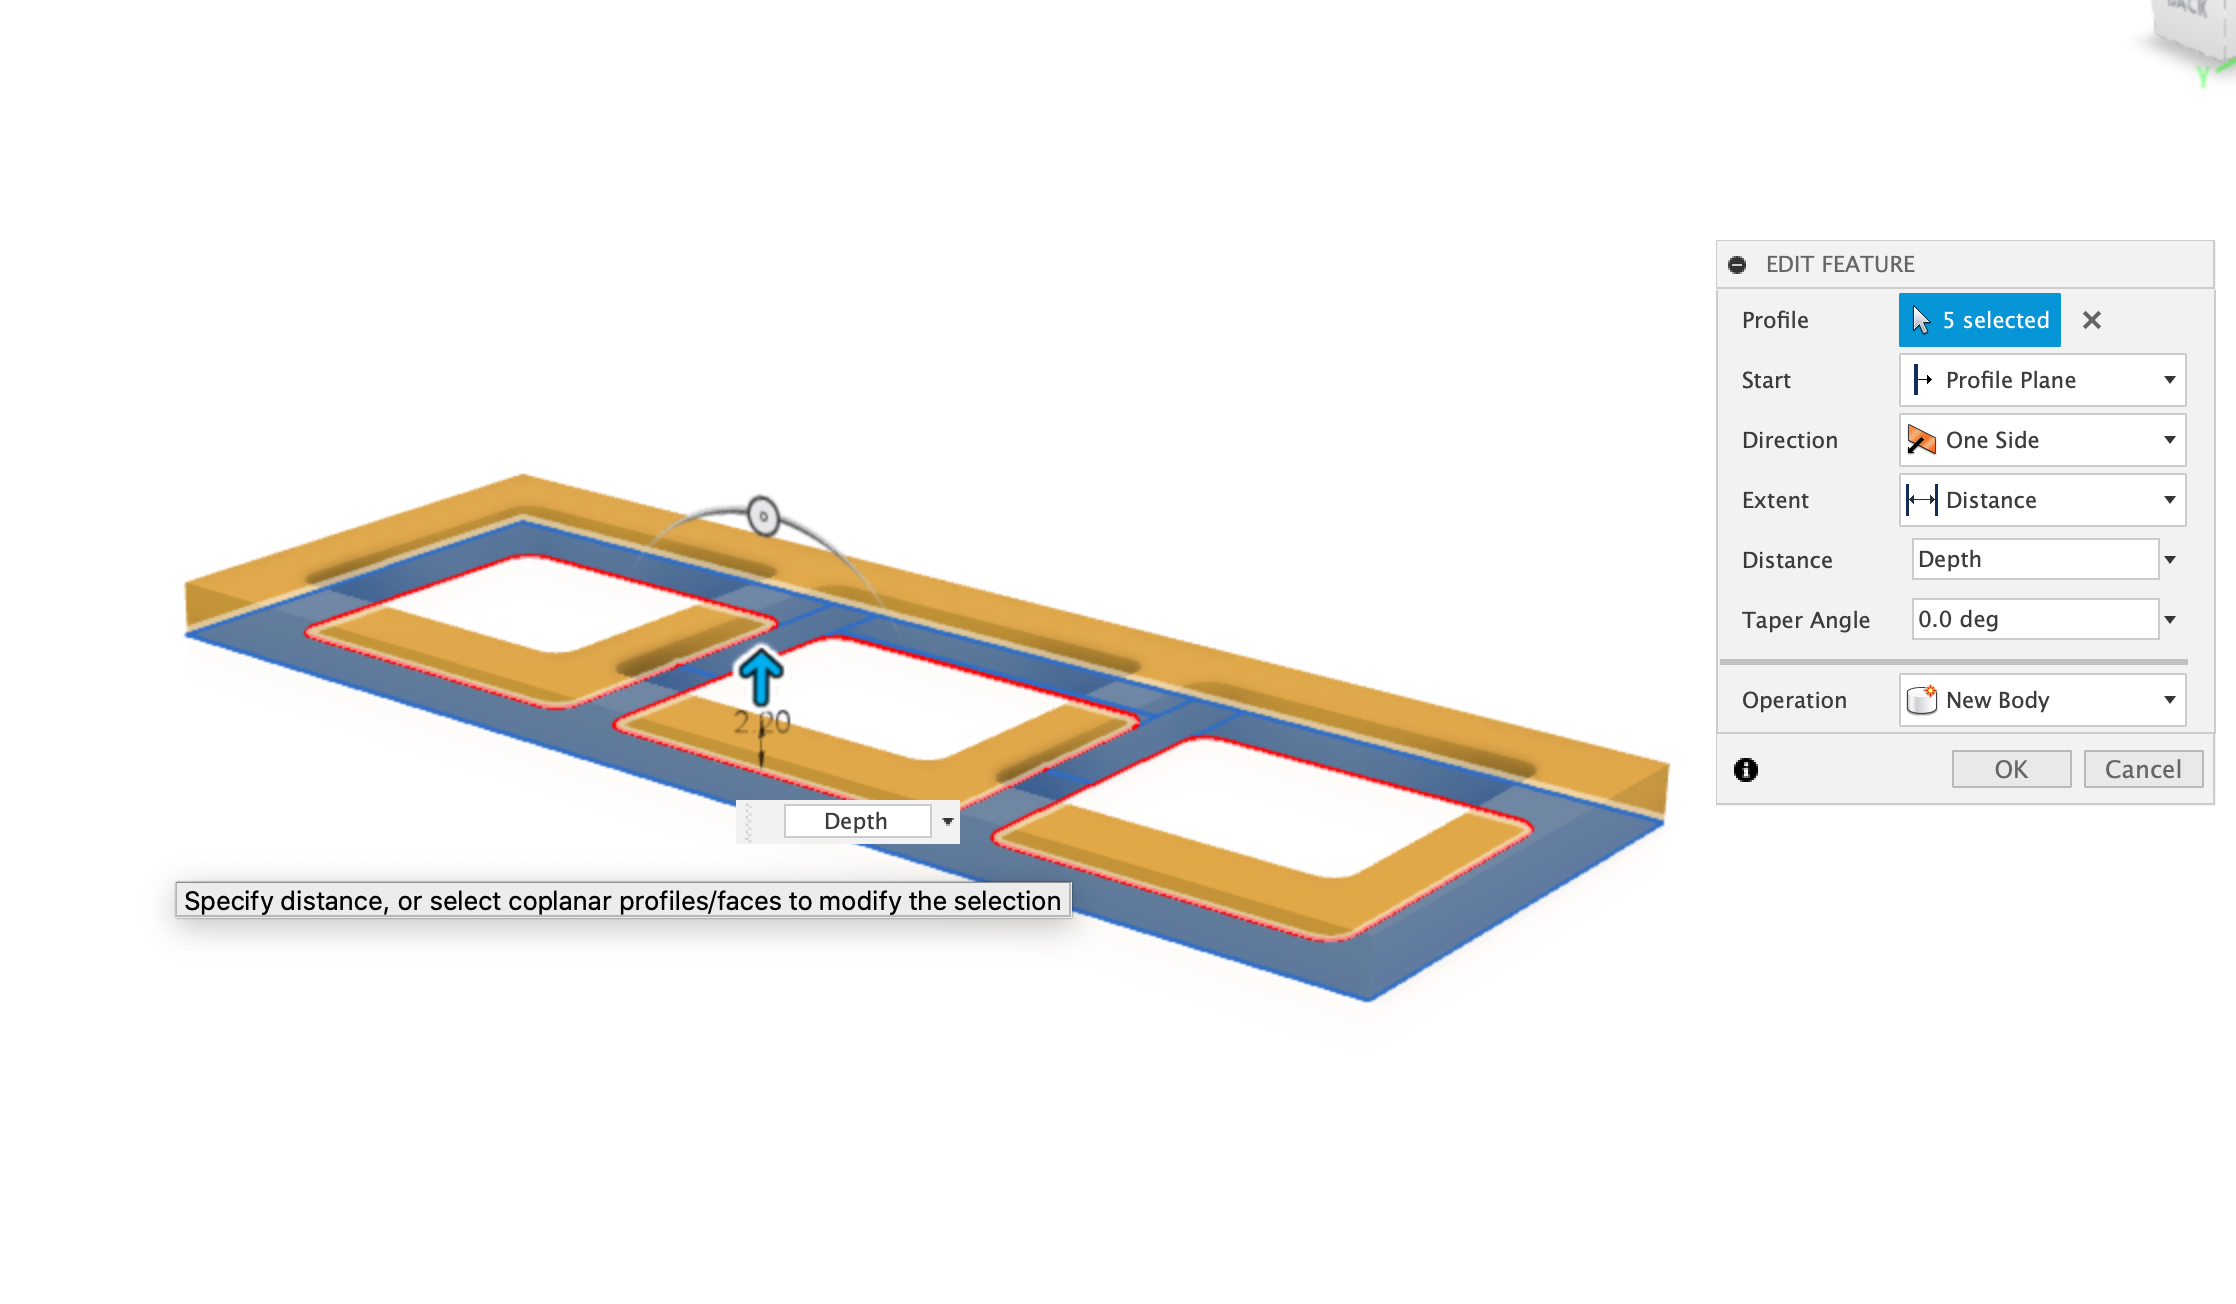 BACK
Y
EDIT FEATURE
Profile 5 selected
Start Profile Plane
Direction One Side
Extent Distance
Distance Depth
Taper Angle 0.0 deg
Operation New Body
OK Cancel
2.20
Depth
Specify distance, or select coplanar profiles/faces to modify the selection